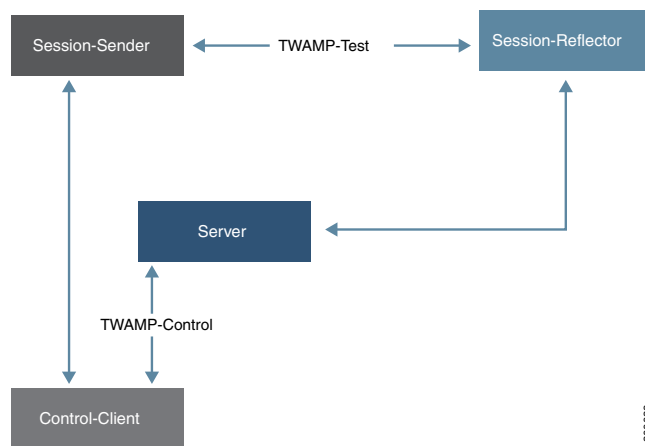 Session-Sender
TWAMP-Test
Session-Reflector
Server
TWAMP-Control
Control-Client